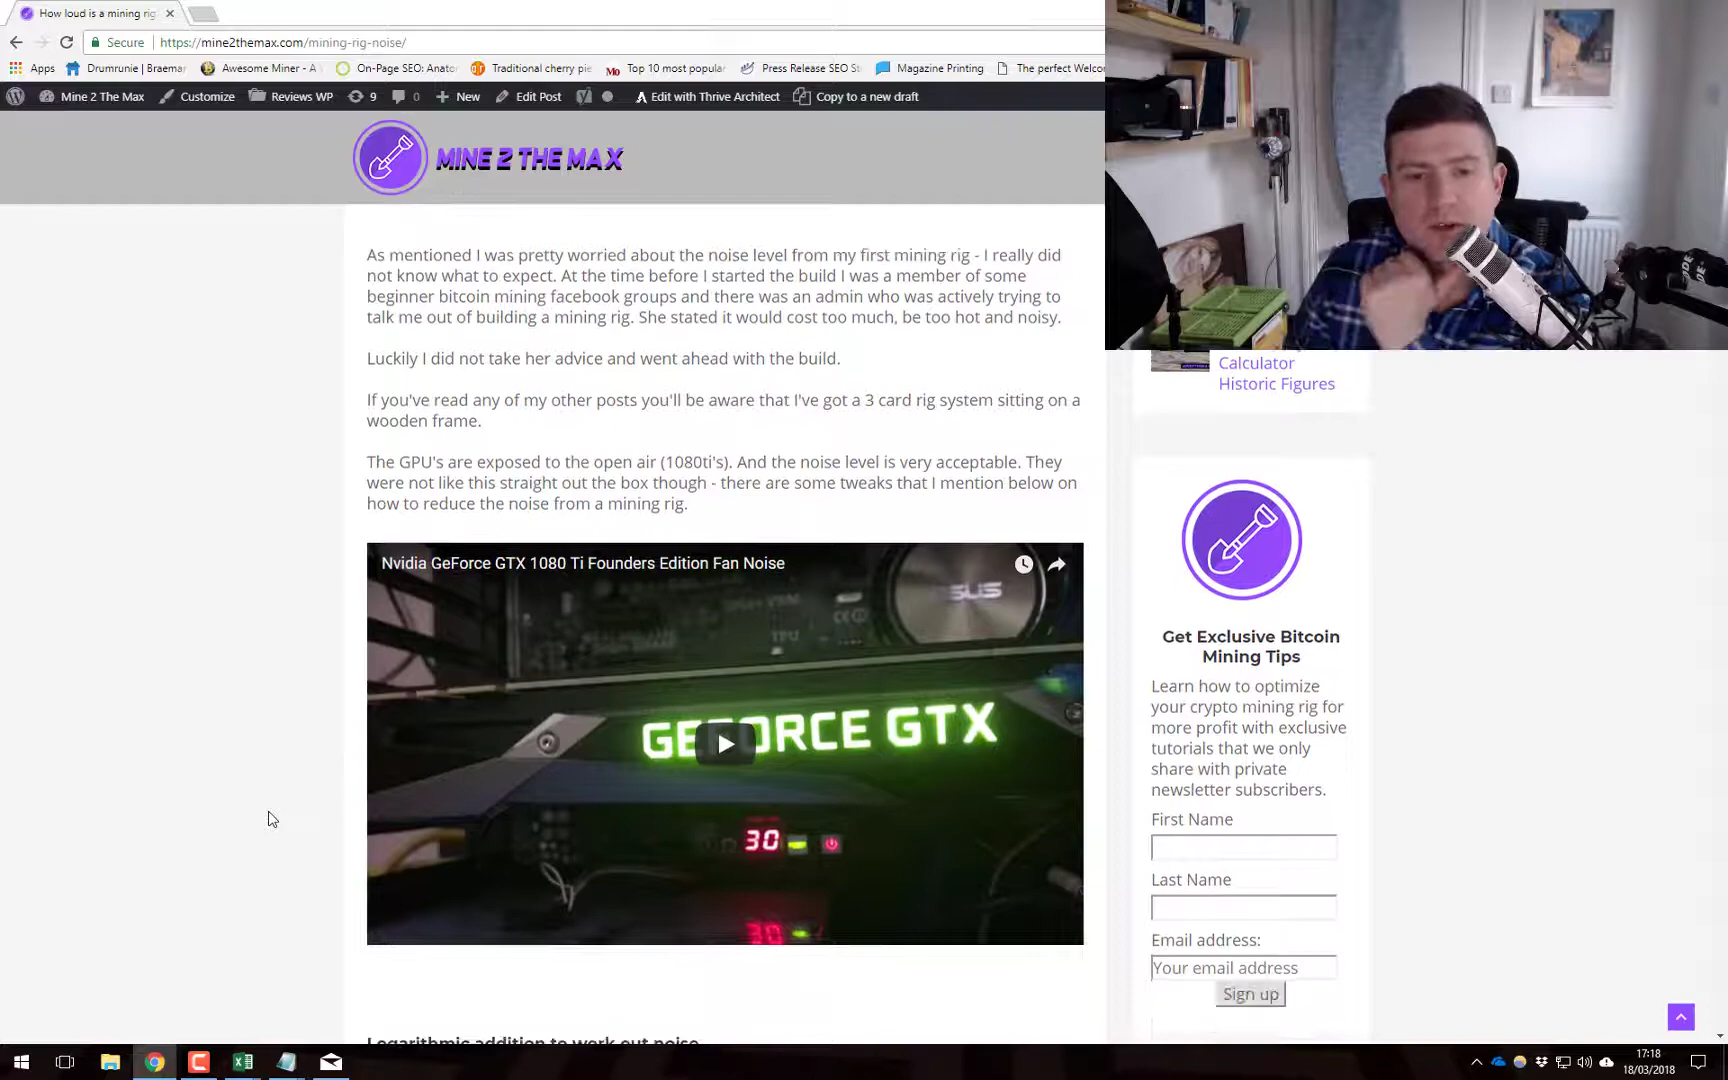 How loud is a mining rig
Secure https://mine2themax.com/mining-rig-noise/
Apps Drumrunie | Braemar Awesome Miner - A On-Page SEO: Anato Traditional cherry pie Top 10 most popular Press Release SEO St Magazine Printing The perfect Welco
Mine 2 The Max Customize Reviews WP 9 0 New Edit Post Edit with Thrive Architect Copy to a new draft
MINE 2 THE MAX
As mentioned I was pretty worried about the noise level from my first mining rig - I really did
not know what to expect. At the time before I started the build I was a member of some
beginner bitcoin mining facebook groups and there was an admin who was actively trying to
talk me out of building a mining rig. She stated it would cost too much, be too hot and noisy.
Luckily I did not take her advice and went ahead with the build.
If you've read any of my other posts you'll be aware that I've got a 3 card rig system sitting on a
wooden frame.
The GPU's are exposed to the open air (1080ti's). And the noise level is very acceptable. They
were not like this straight out the box though - there are some tweaks that I mention below on
how to reduce the noise from a mining rig.
Nvidia GeForce GTX 1080 Ti Founders Edition Fan Noise
SUS
TPU
GEFORCE GTX
30
30
Logarithmic addition to work out noise
Calculator
Historic Figures
Get Exclusive Bitcoin
Mining Tips
Learn how to optimize
your crypto mining rig for
more profit with exclusive
tutorials that we only
share with private
newsletter subscribers.
First Name
Last Name
Email address:
Your email address
Sign up
17:18
18/03/2018